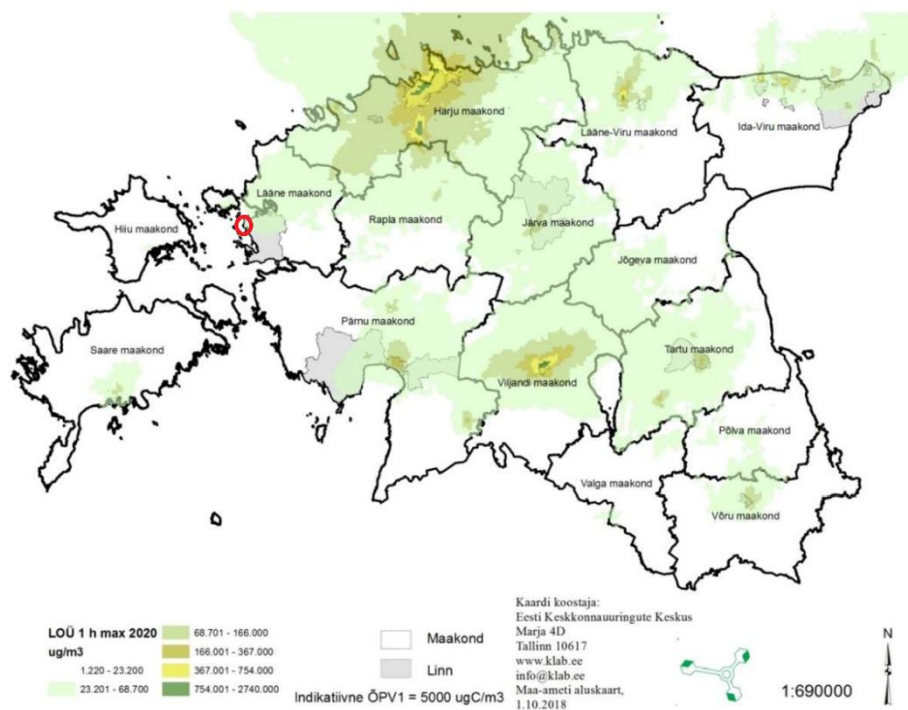 Harju maakond
Lääne-Viru maakond
Ida-Viru maakond
Lääne maakond
Rapla maakond
Järva maakond
Hiiu maakond
Jõgeva maakond
Pärnu maakond
Saare maakond
Tartu maakond
Viljandi maakond
Põlva maakond
Valga maakond
Võru maakond
LOÜ 1 h max 2020
ug/m3
1.220 - 23.200
23.201 - 68.700
68.701 - 166.000
166.001 - 367.000
367.001 - 754.000
754.001 - 2740.000
Maakond
Linn
Indikatiivne ÕPV1 = 5000 ugC/m3
Kaardi koostaja:
Eesti Keskkonnauuringute Keskus
Marja 4D
Tallinn 10617
www.klab.ee
info@klab.ee
Maa-ameti aluskaart,
1.10.2018
1:690000
N